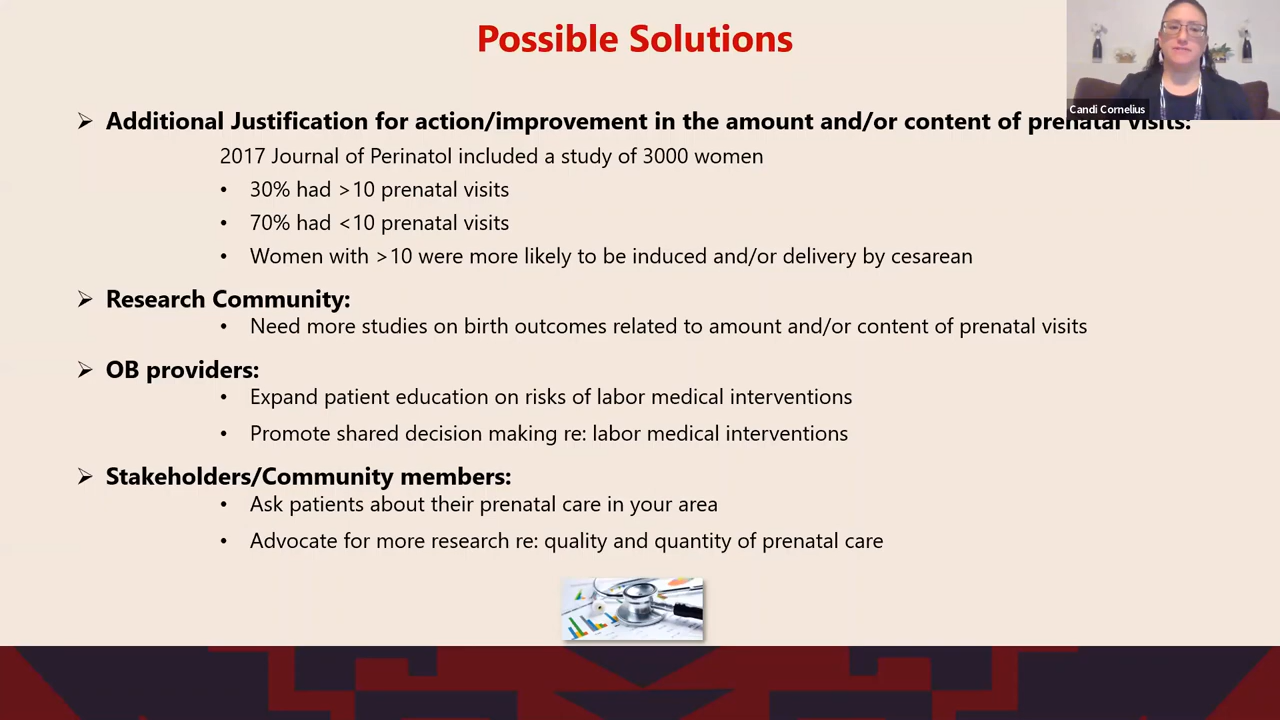 Possible Solutions
Candi Cornelius
➢ Additional Justification for action/improvement in the amount and/or content of prenatal visits:
2017 Journal of Perinatol included a study of 3000 women
• 30% had >10 prenatal visits
• 70% had <10 prenatal visits
• Women with >10 were more likely to be induced and/or delivery by cesarean
➢ Research Community:
• Need more studies on birth outcomes related to amount and/or content of prenatal visits
➢ OB providers:
• Expand patient education on risks of labor medical interventions
• Promote shared decision making re: labor medical interventions
➢ Stakeholders/Community members:
• Ask patients about their prenatal care in your area
• Advocate for more research re: quality and quantity of prenatal care